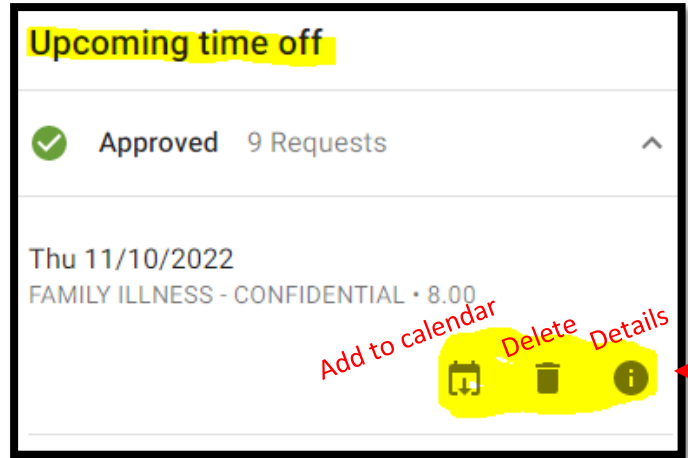 Upcoming time off
Approved 9 Requests
Thu 11/10/2022
FAMILY ILLNESS - CONFIDENTIAL • 8.00
Add to calendar Delete Details